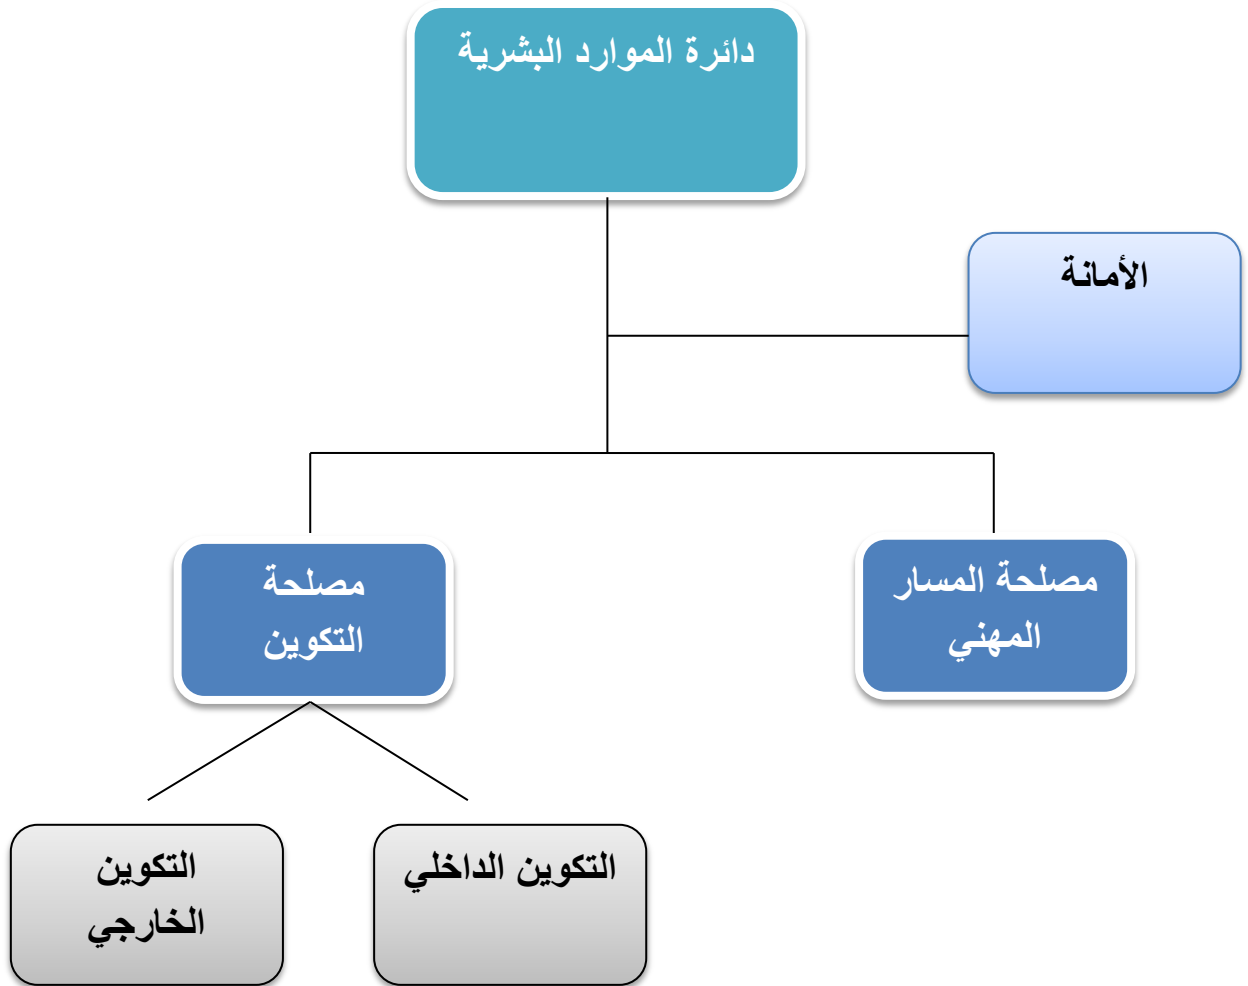 دائرة الموارد البشرية
الأمانة
مصلحة المسار
المهني
مصلحة
التكوين
التكوين الداخلي
التكوين
الخارجي